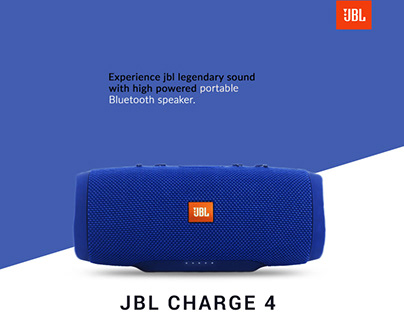 JBL
Experience jbl legendary sound
with high powered portable
Bluetooth speaker.
JBL
JBL CHARGE 4